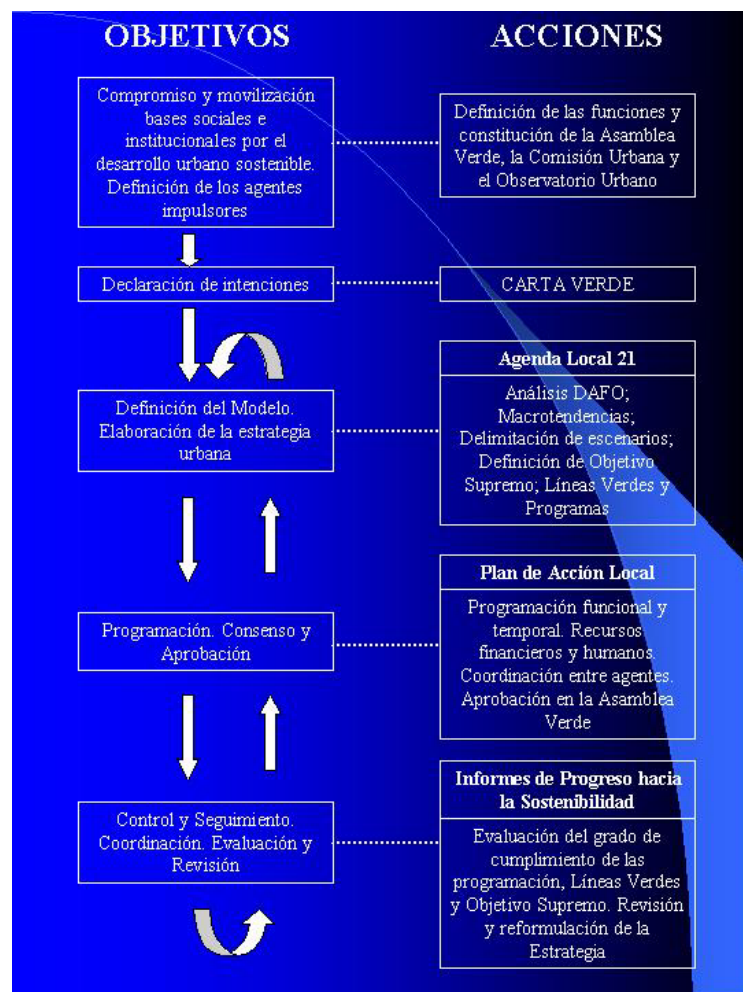 OBJETIVOS
ACCIONES
Compromiso y movilización
bases sociales e
institucionales por el
desarrollo urbano sostenible.
Definición de los agentes
impulsores
Definición de las funciones y
constitución de la Asamblea
Verde, la Comisión Urbana y
el Observatorio Urbano
Declaración de intenciones
CARTA VERDE
Definición del Modelo.
Elaboración de la estrategia
urbana
Agenda Local 21
Análisis DAFO;
Macrotendencias;
Delimitación de escenarios;
Definición de Objetivo
Supremo; Líneas Verdes y
Programas
Programación. Consenso y
Aprobación
Plan de Acción Local
Programación funcional y
temporal. Recursos
financieros y humanos.
Coordinación entre agentes.
Aprobación en la Asamblea
Verde
Control y Seguimiento.
Coordinación. Evaluación y
Revisión
Informes de Progreso hacia
la Sostenibilidad
Evaluación del grado de
cumplimiento de las
programación, Líneas Verdes
y Objetivo Supremo. Revisión
y reformulación de la
Estrategia